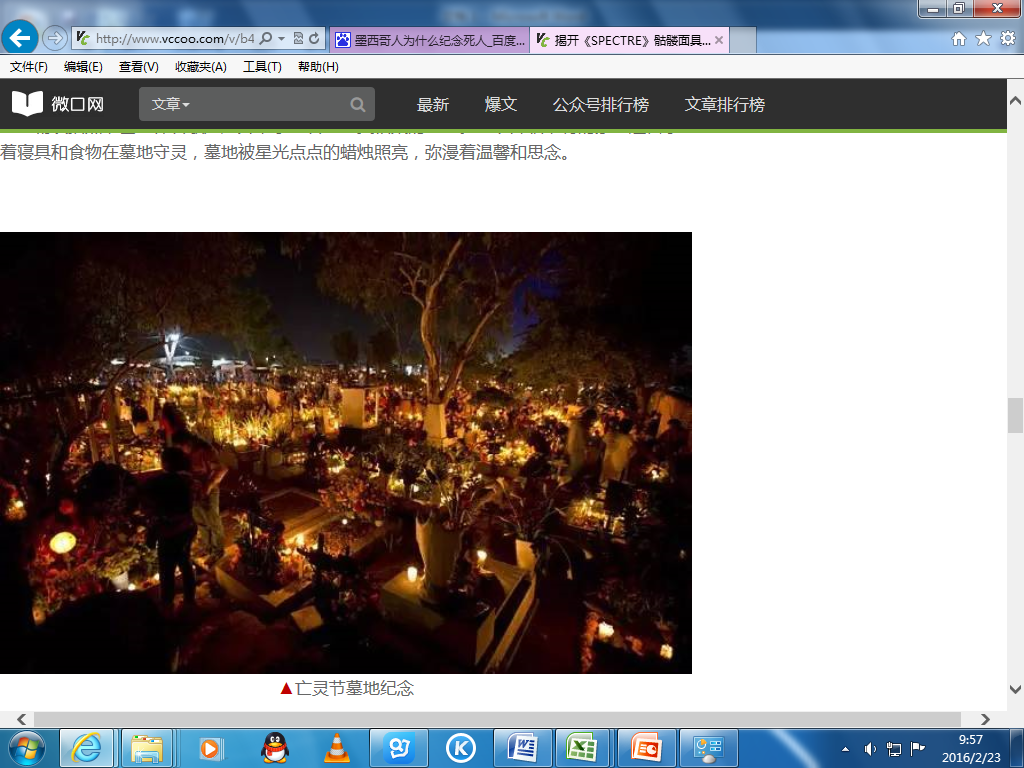 http://www.vccoo.com/v/b4
墨西哥人为什么纪念死人_百度...
揭开《SPECTRE》骷髅面具...
文件(F) 编辑(E) 查看(V) 收藏夹(A) 工具(T) 帮助(H)
微口网 文章 最新 爆文 公众号排行榜 文章排行榜
着寝具和食物在墓地守灵，墓地被星光点点的蜡烛照亮，弥漫着温馨和思念。
▲亡灵节墓地纪念
9:57
2016/2/23